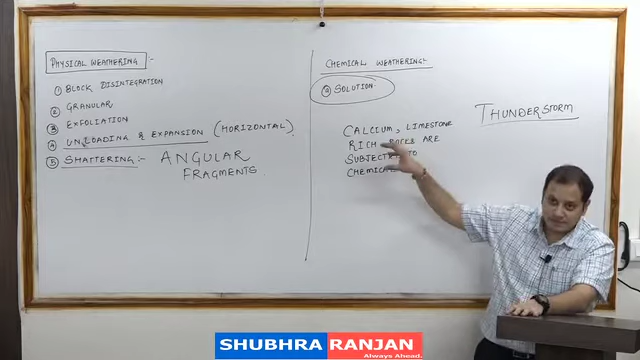 PHYSICAL WEATHERING :-
① BLOCK DISINTEGRATION
② GRANULAR
③ EXFOLIATION
④ UNLOADING & EXPANSION (HORIZONTAL).
⑤ SHATTERING :- ANGULAR
FRAGMENTS.
CHEMICAL WEATHERING:-
ⓐ SOLUTION.
CALCIUM, LIMESTONE
RICH ROCKS ARE
SUBJECT TO
THUNDERSTORM
SHUBHRA RANJAN
Always Ahead.